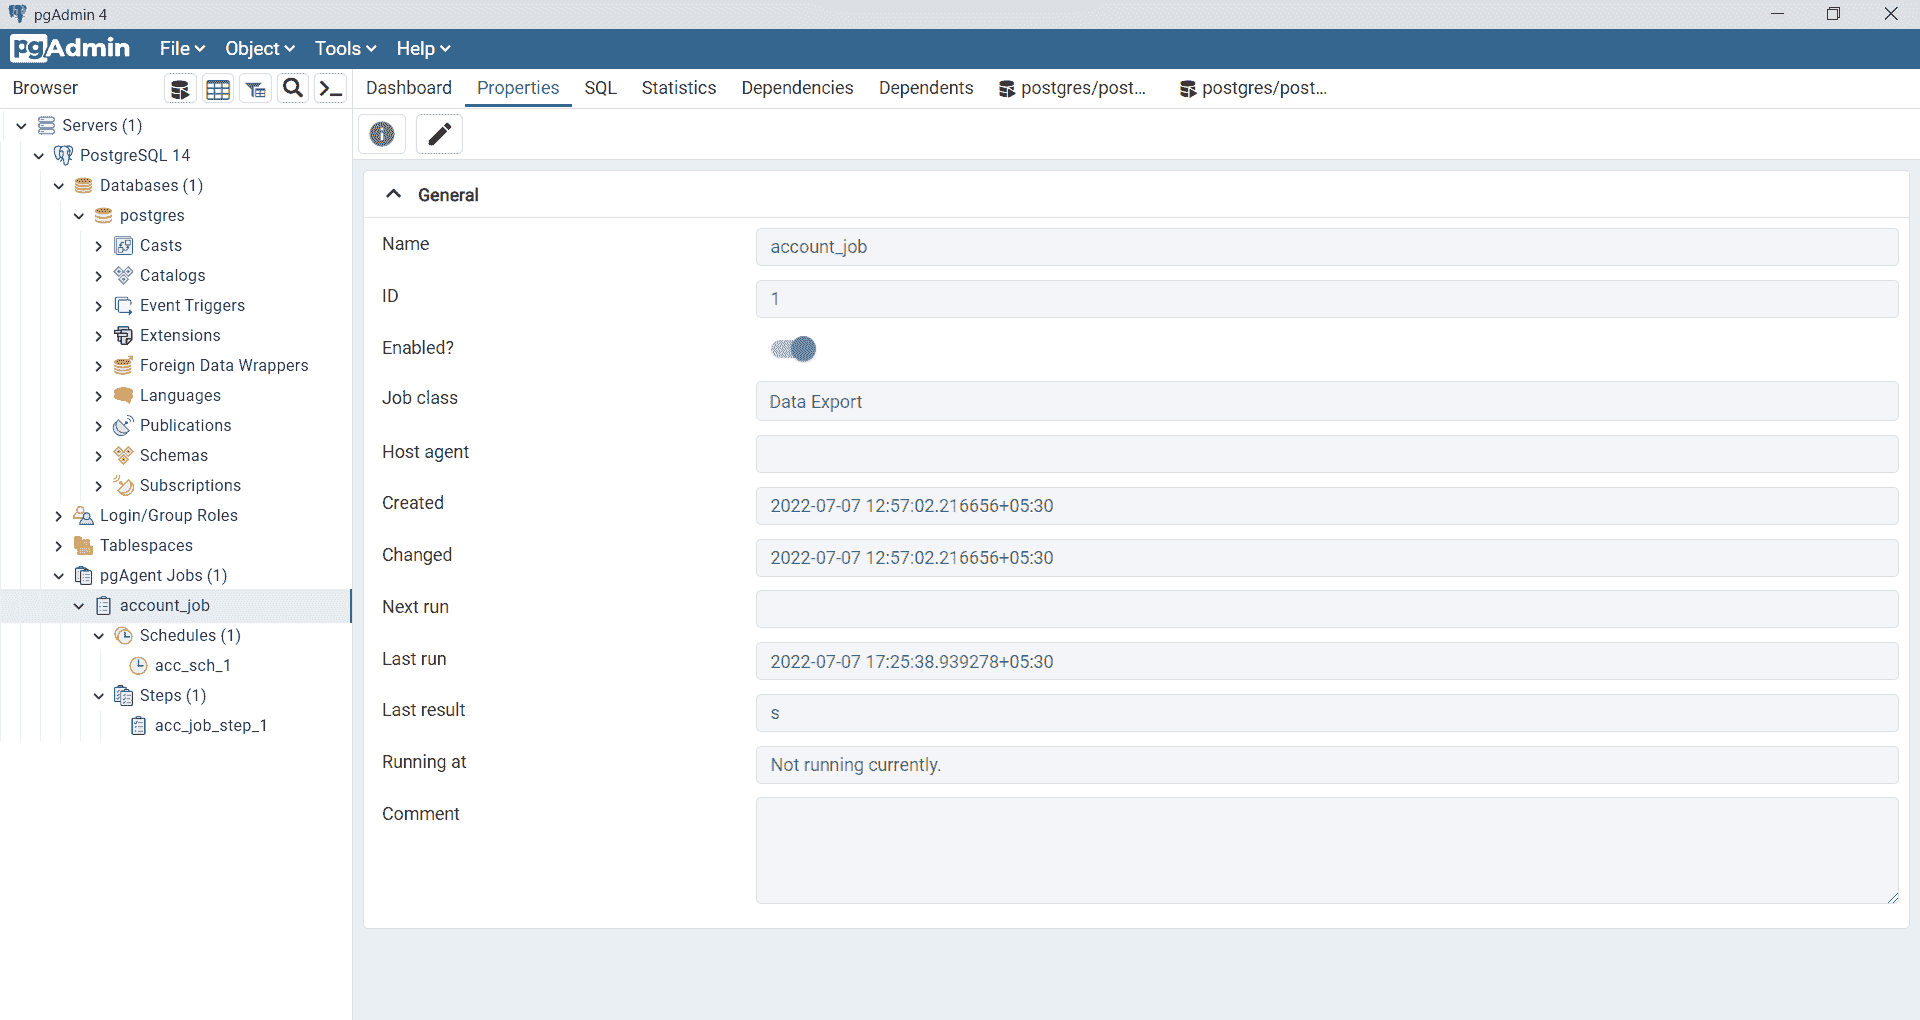 pgAdmin 4
pgAdmin File Object Tools Help
Browser
Dashboard Properties SQL Statistics Dependencies Dependents postgres/post... postgres/post...
Servers (1)
PostgreSQL 14
Databases (1)
postgres
Casts
Catalogs
Event Triggers
Extensions
Foreign Data Wrappers
Languages
Publications
Schemas
Subscriptions
Login/Group Roles
Tablespaces
pgAgent Jobs (1)
account_job
Schedules (1)
acc_sch_1
Steps (1)
acc_job_step_1
General
Name account_job
ID 1
Enabled?
Job class Data Export
Host agent
Created 2022-07-07 12:57:02.216656+05:30
Changed 2022-07-07 12:57:02.216656+05:30
Next run
Last run 2022-07-07 17:25:38.939278+05:30
Last result s
Running at Not running currently.
Comment